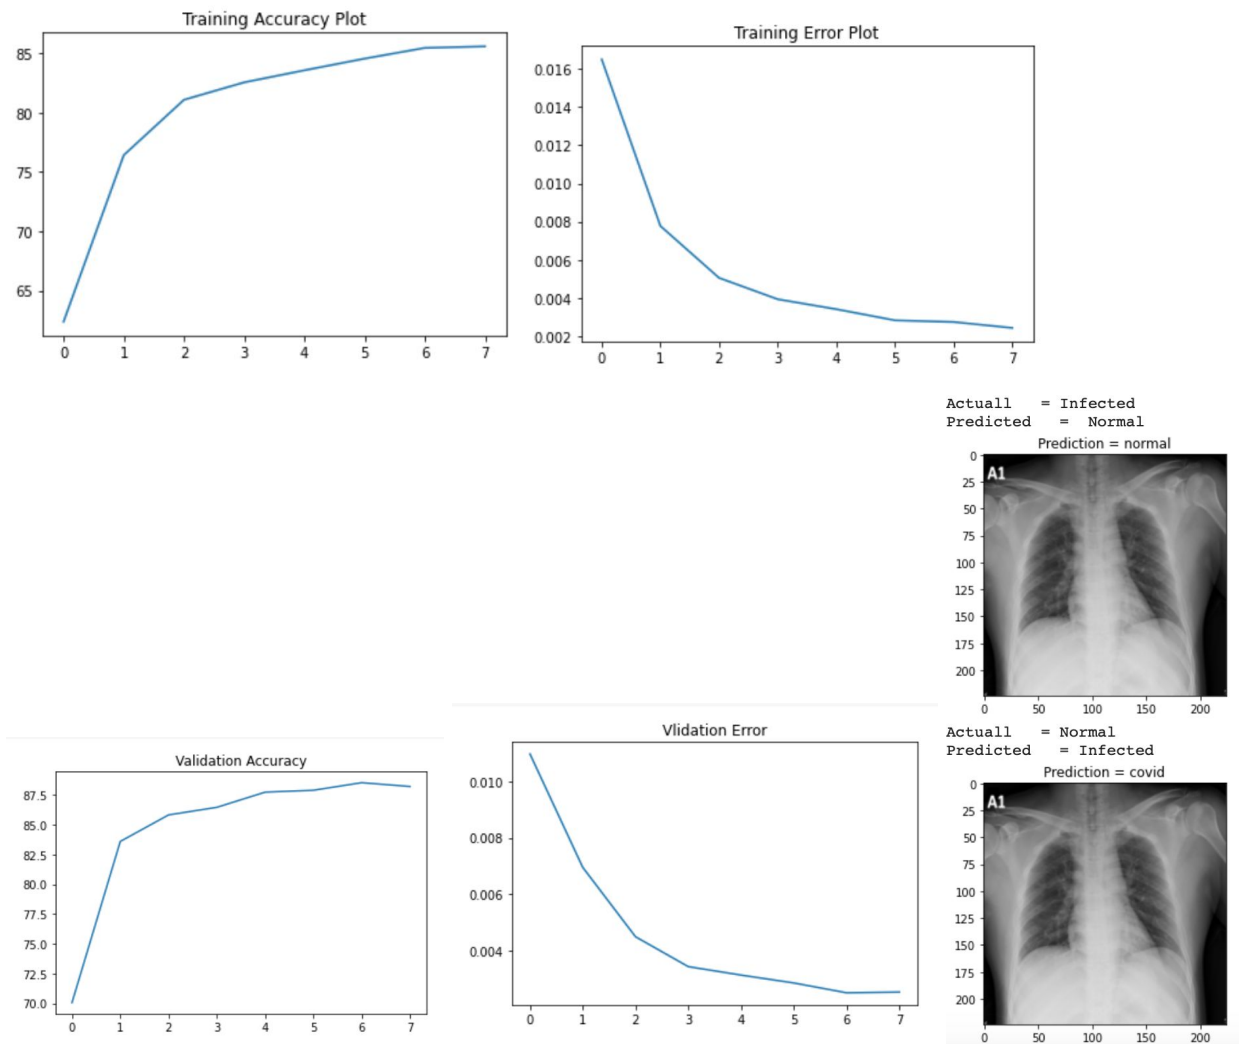 Training Accuracy Plot
85
80
75
70
65
0 1 2 3 4 5 6 7
Training Error Plot
0.016
0.014
0.012
0.010
0.008
0.006
0.004
0.002
0 1 2 3 4 5 6 7
Actuall = Infected
Predicted = Normal
Prediction = normal
0
25
50
75
100
125
150
175
200
A1
0 50 100 150 200
Validation Accuracy
87.5
85.0
82.5
80.0
77.5
75.0
72.5
70.0
0 1 2 3 4 5 6 7
Vlidation Error
0.010
0.008
0.006
0.004
0 1 2 3 4 5 6 7
Actuall = Normal
Predicted = Infected
Prediction = covid
0
25
50
75
100
125
150
175
200
A1
0 50 100 150 200